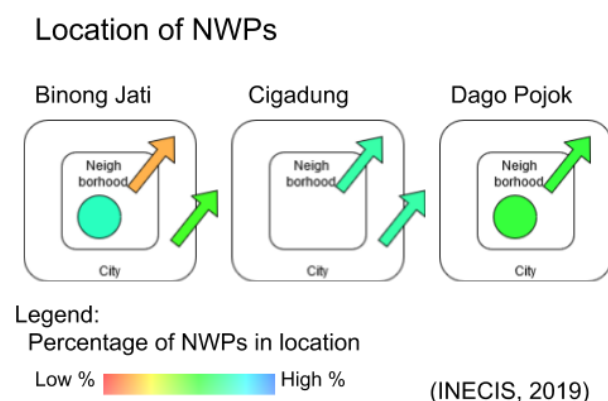 Location of NWPs
Binong Jati
Cigadung
Dago Pojok
Neigh
borhood
City
Neigh
borhood
City
Neigh
borhood
City
Legend:
Percentage of NWPs in location
Low %
High %
(INECIS, 2019)